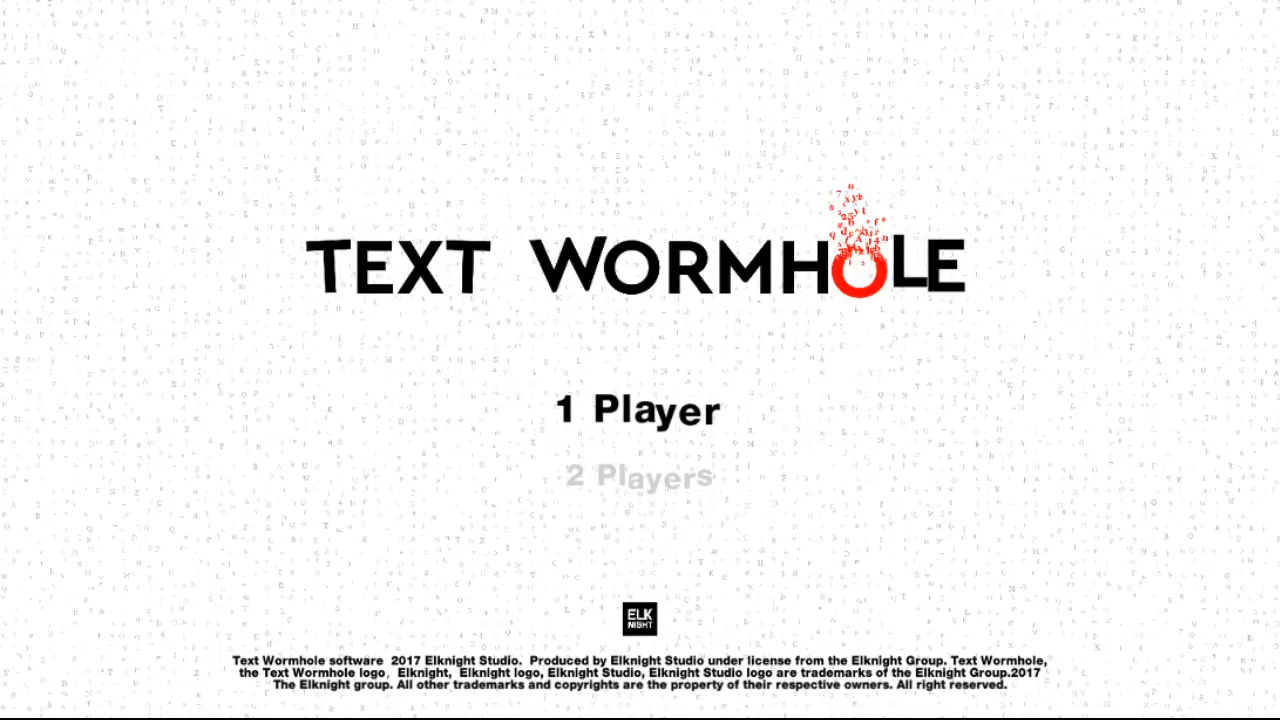 TEXT WORMHOLE
1 Player
2 Players
ELK
NIGHT
Text Wormhole software 2017 Elknight Studio. Produced by Elknight Studio under license from the Elknight Group. Text Wormhole,
the Text Wormhole logo, Elknight, Elknight logo, Elknight Studio, Elknight Studio logo are trademarks of the Elknight Group.2017
The Elknight group. All other trademarks and copyrights are the property of their respective owners. All right reserved.